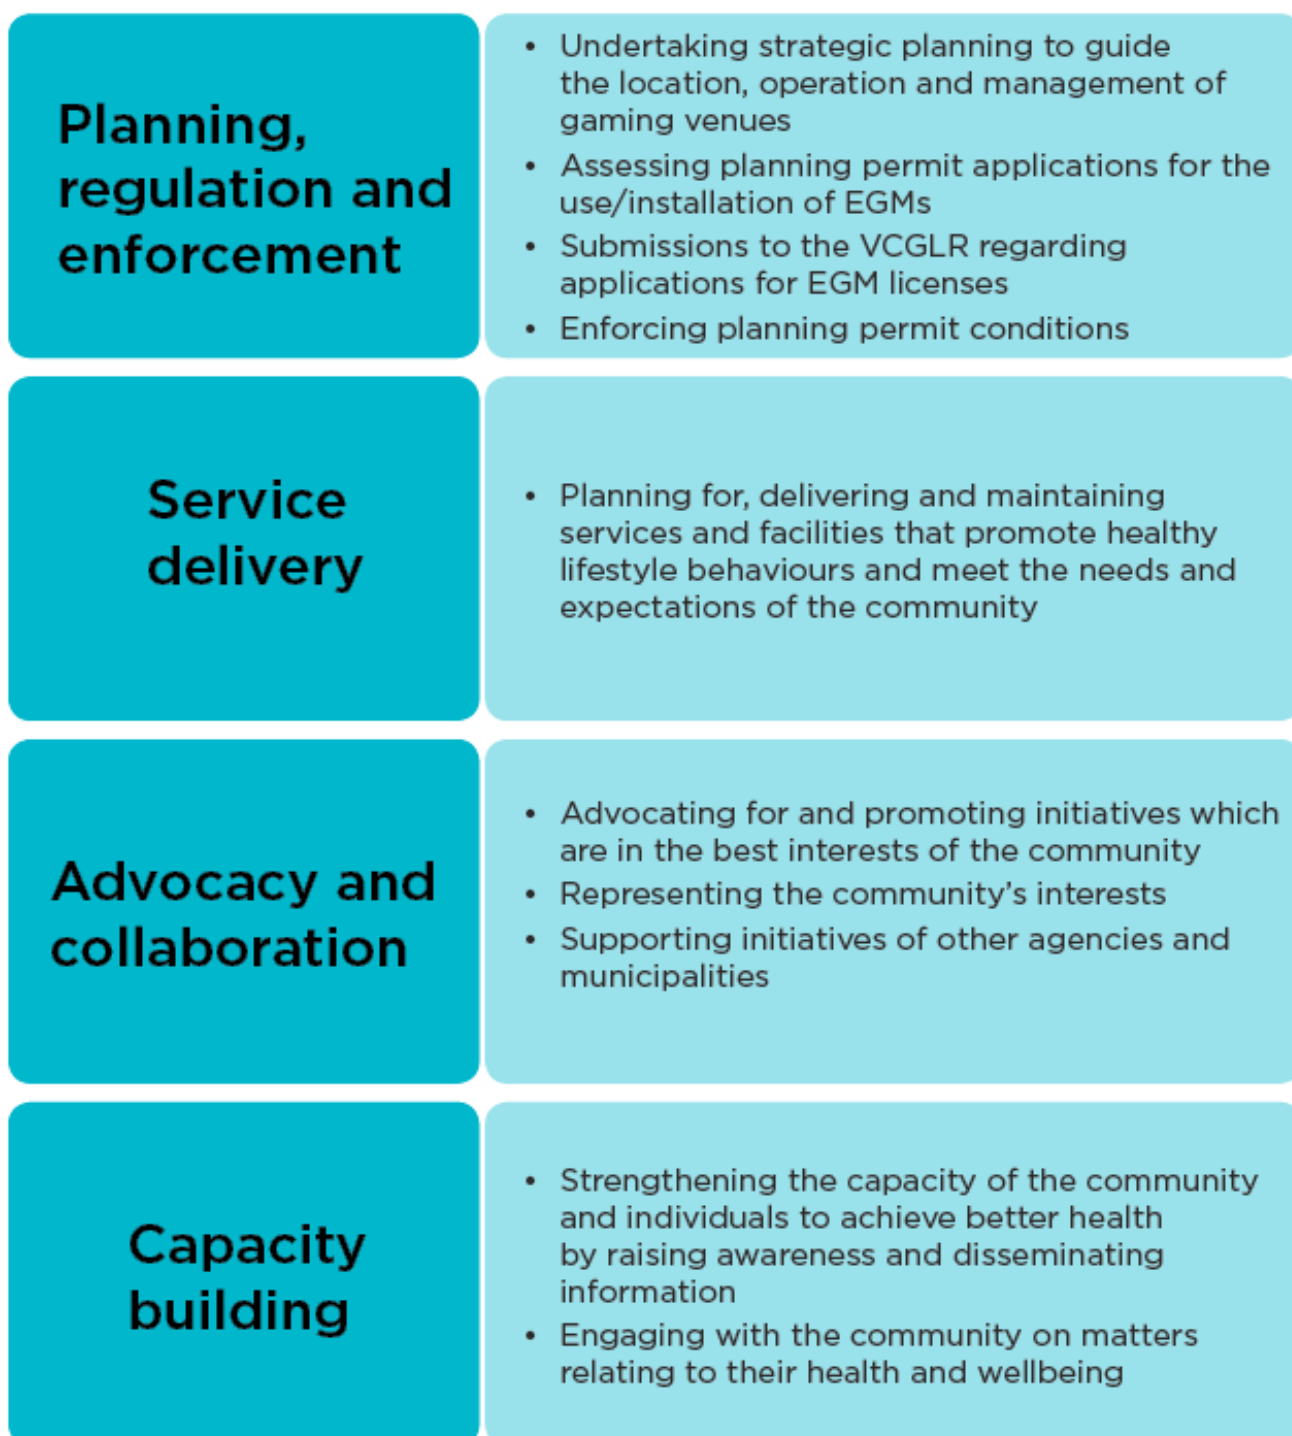 Planning,
regulation and
enforcement
• Undertaking strategic planning to guide
the location, operation and management of
gaming venues
• Assessing planning permit applications for the
use/installation of EGMs
• Submissions to the VCGLR regarding
applications for EGM licenses
• Enforcing planning permit conditions
Service
delivery
• Planning for, delivering and maintaining
services and facilities that promote healthy
lifestyle behaviours and meet the needs and
expectations of the community
Advocacy and
collaboration
• Advocating for and promoting initiatives which
are in the best interests of the community
• Representing the community’s interests
• Supporting initiatives of other agencies and
municipalities
Capacity
building
• Strengthening the capacity of the community
and individuals to achieve better health
by raising awareness and disseminating
information
• Engaging with the community on matters
relating to their health and wellbeing